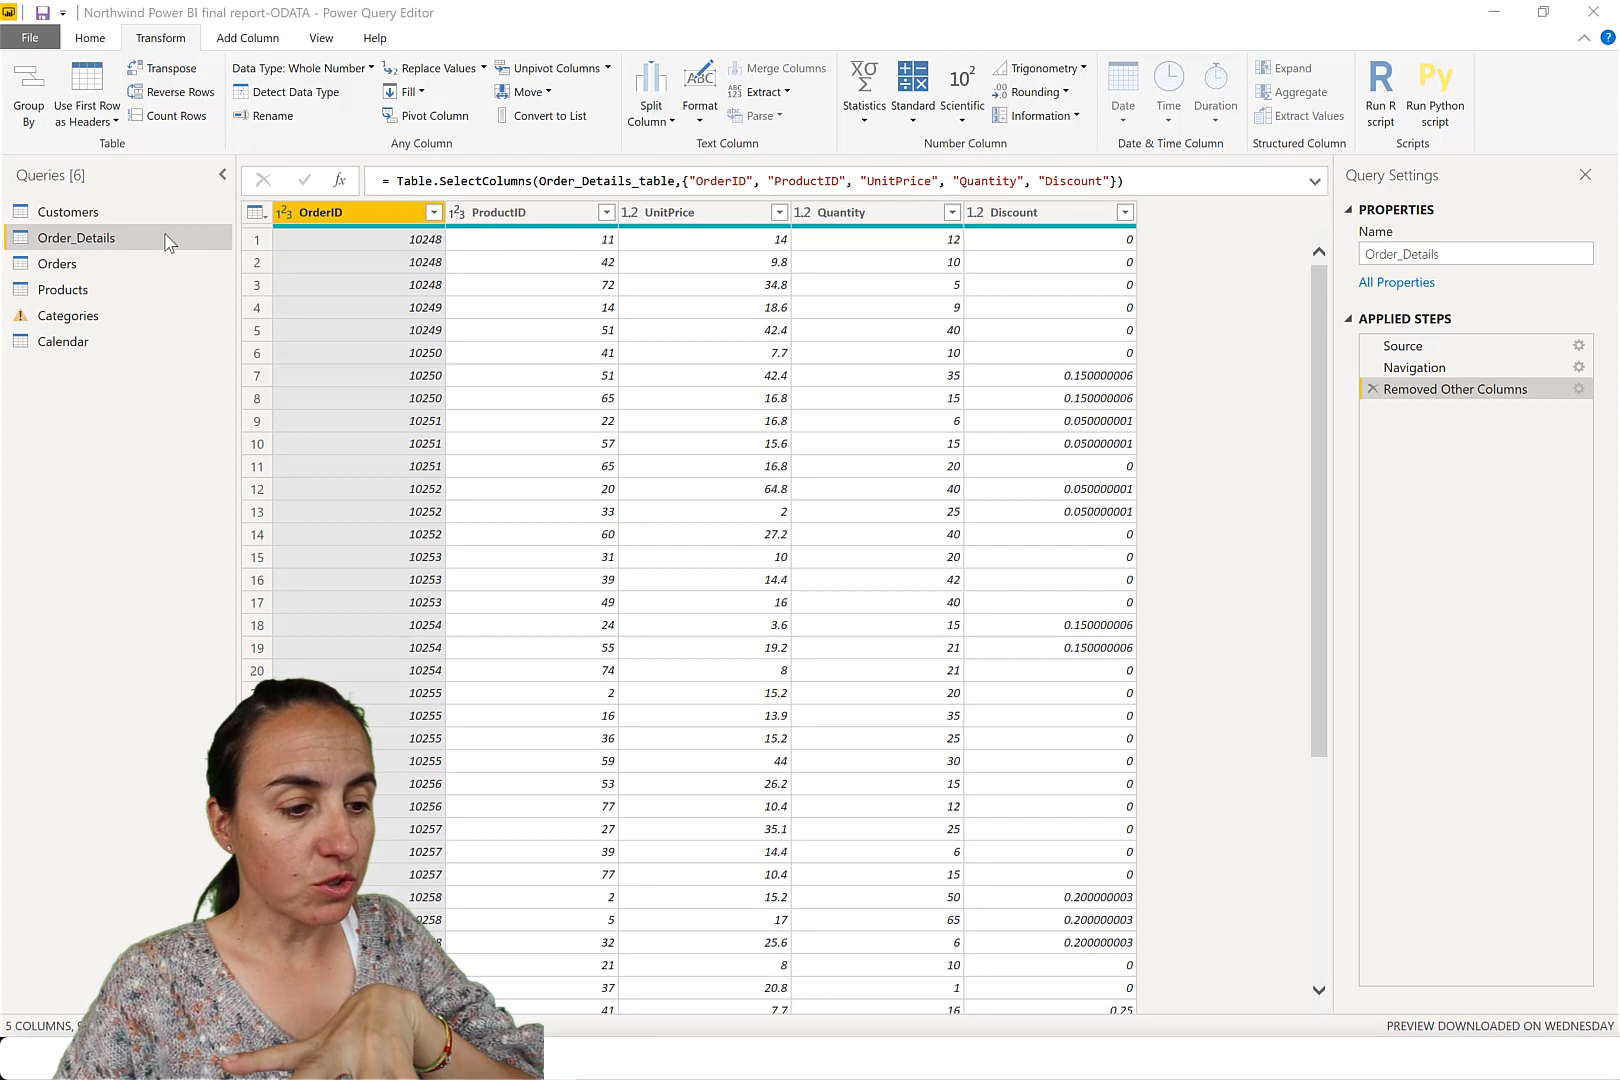 Northwind Power BI final report-ODATA - Power Query Editor
File Home Transform Add Column View Help
Group By
Use First Row as Headers
Transpose
Reverse Rows
Count Rows
Table
Data Type: Whole Number
Detect Data Type
Rename
Replace Values
Fill
Pivot Column
Unpivot Columns
Move
Convert to List
Any Column
Split Column
Format
Merge Columns
Extract
Parse
Text Column
Statistics
Standard
Scientific
Trigonometry
Rounding
Information
Number Column
Date
Time
Duration
Date & Time Column
Expand
Aggregate
Extract Values
Structured Column
Run R script
Run Python script
Scripts
Queries [6]
Customers
Order_Details
Orders
Products
Categories
Calendar
= Table.SelectColumns(Order_Details_table,{"OrderID", "ProductID", "UnitPrice", "Quantity", "Discount"})
OrderID ProductID UnitPrice Quantity Discount
1 10248 11 14 12 0
2 10248 42 9.8 10 0
3 10248 72 34.8 5 0
4 10249 14 18.6 9 0
5 10249 51 42.4 40 0
6 10250 41 7.7 10 0
7 10250 51 42.4 35 0.150000006
8 10250 65 16.8 15 0.150000006
9 10251 22 16.8 6 0.050000001
10 10251 57 15.6 15 0.050000001
11 10251 65 16.8 20 0
12 10252 20 64.8 40 0.050000001
13 10252 33 2 25 0.050000001
14 10252 60 27.2 40 0
15 10253 31 10 20 0
16 10253 39 14.4 42 0
17 10253 49 16 40 0
18 10254 24 3.6 15 0.150000006
19 10254 55 19.2 21 0.150000006
20 10254 74 8 21 0
10255 2 15.2 20 0
10255 16 13.9 35 0
10255 36 15.2 25 0
10255 59 44 30 0
10256 53 26.2 15 0
10256 77 10.4 12 0
10257 27 35.1 25 0
10257 39 14.4 6 0
10257 77 10.4 15 0
10258 2 15.2 50 0.200000003
258 5 17 65 0.200000003
8 32 25.6 6 0.200000003
21 8 10 0
37 20.8 1 0
41 7.7 16 0.25
Query Settings
PROPERTIES
Name
Order_Details
All Properties
APPLIED STEPS
Source
Navigation
Removed Other Columns
5 COLUMNS,
PREVIEW DOWNLOADED ON WEDNESDAY